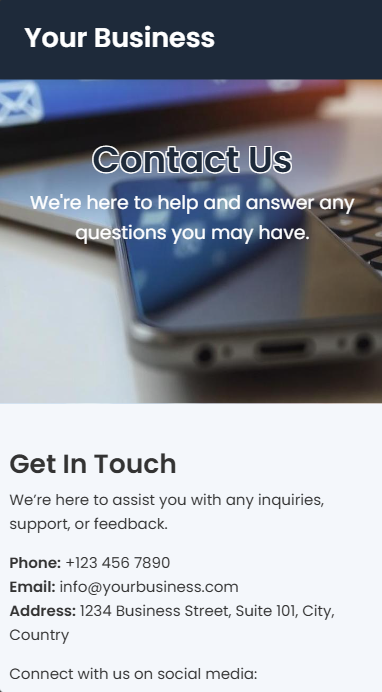 Your Business
Contact Us
We're here to help and answer any
questions you may have.
Get In Touch
We’re here to assist you with any inquiries,
support, or feedback.
Phone: +123 456 7890
Email: info@yourbusiness.com
Address: 1234 Business Street, Suite 101, City,
Country
Connect with us on social media: